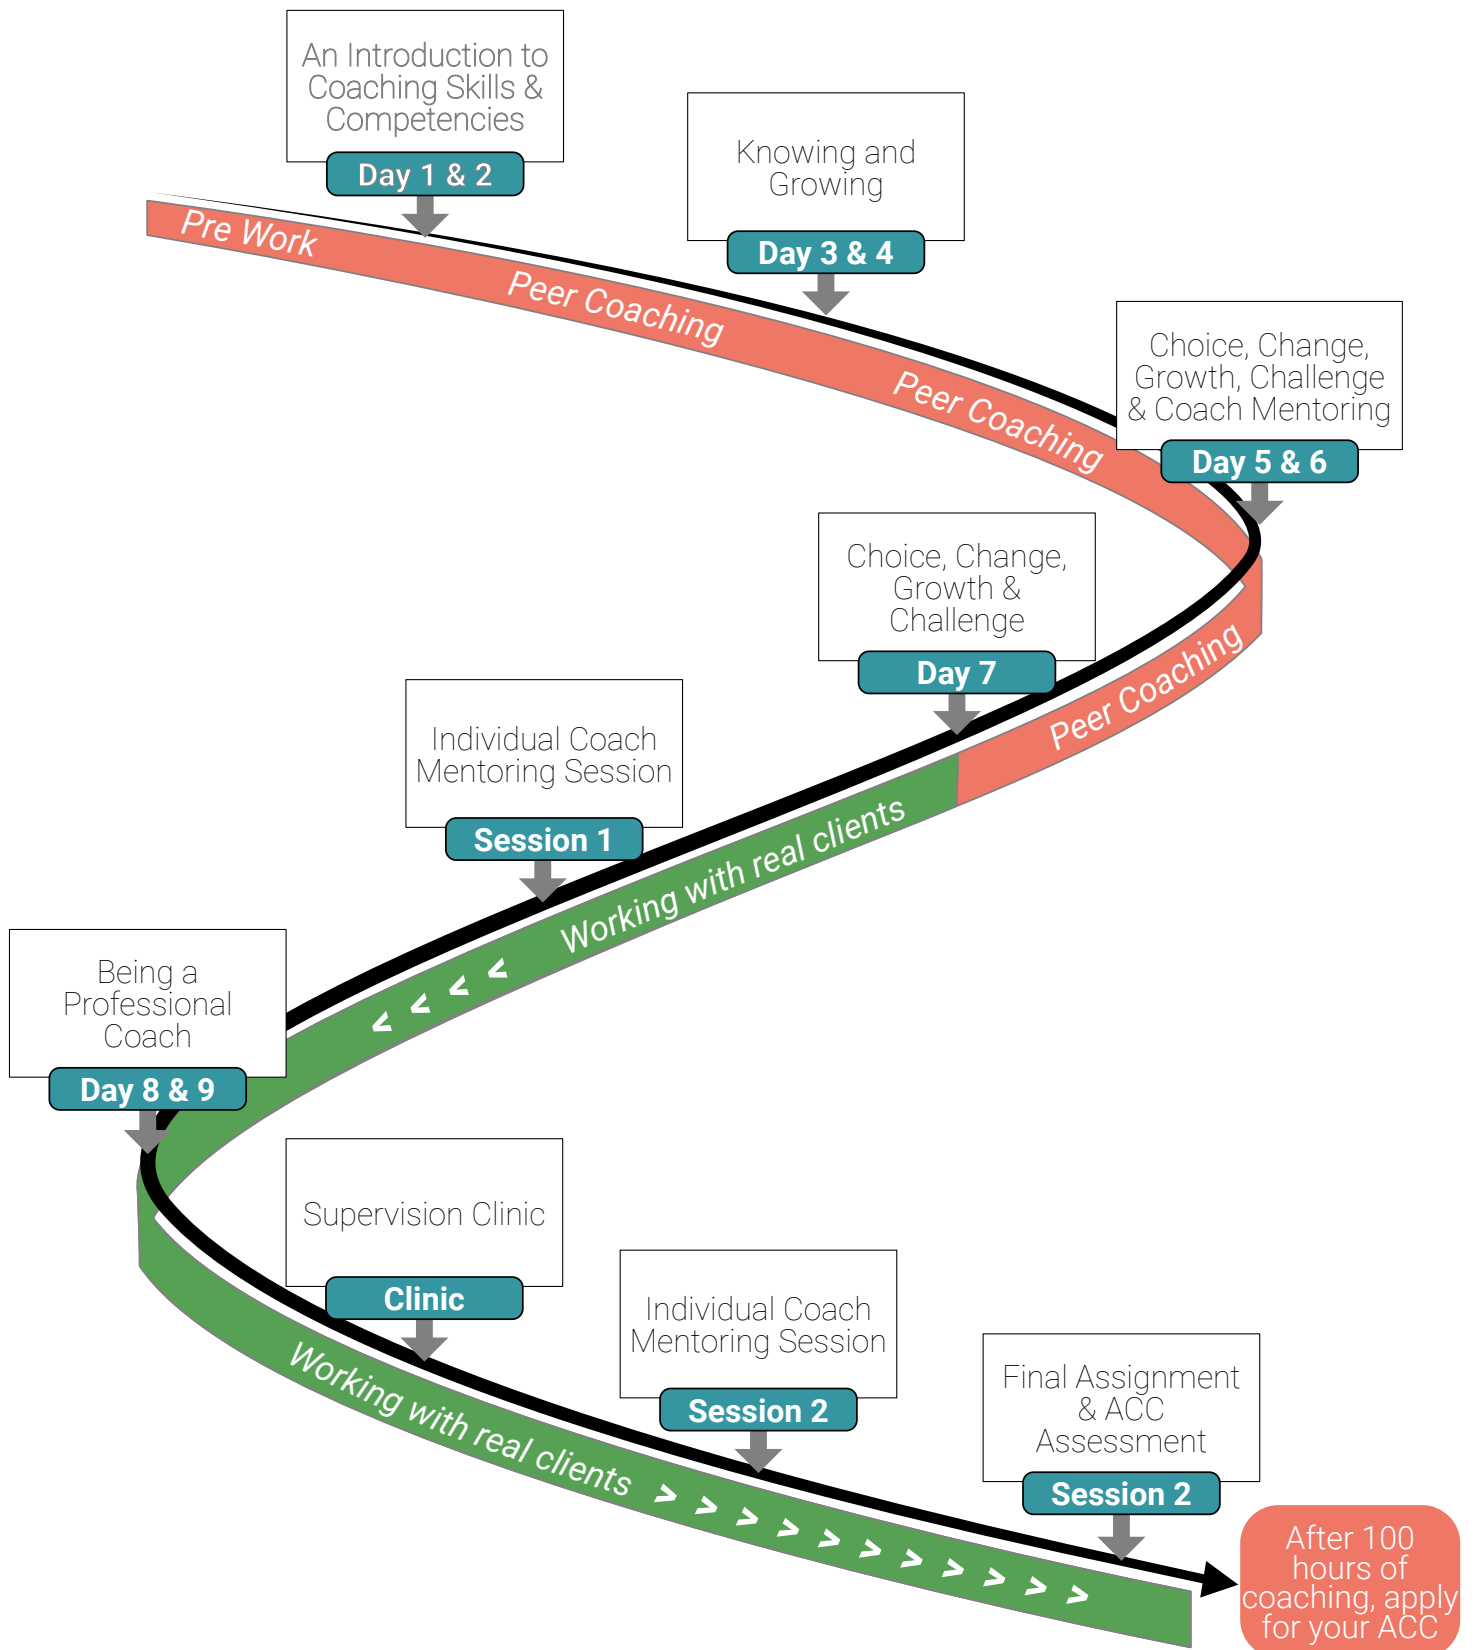 An Introduction to
Coaching Skills &
Competencies
Day 1 & 2
Knowing and
Growing
Day 3 & 4
Pre Work
Peer Coaching
Peer Coaching
Choice, Change,
Growth, Challenge
& Coach Mentoring
Day 5 & 6
Choice, Change,
Growth &
Challenge
Day 7
Peer Coaching
Individual Coach
Mentoring Session
Session 1
Working with real clients
< < < <
Being a
Professional
Coach
Day 8 & 9
Supervision Clinic
Clinic
Individual Coach
Mentoring Session
Session 2
Working with real clients > > > > > > > > > > >
Final Assignment
& ACC
Assessment
Session 2
After 100
hours of
coaching, apply
for your ACC